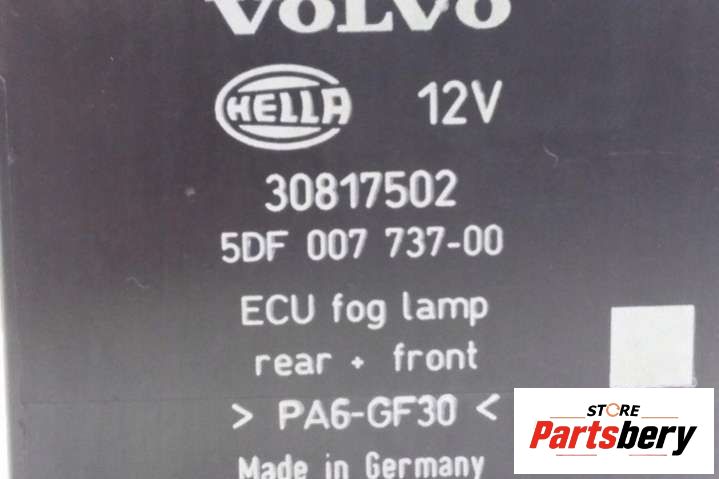 VOLVO
HELLA 12V
30817502
5DF 007 737-00
ECU fog lamp
rear + front
> PA6-GF30 <
Made in Germany
STORE
Partsbery